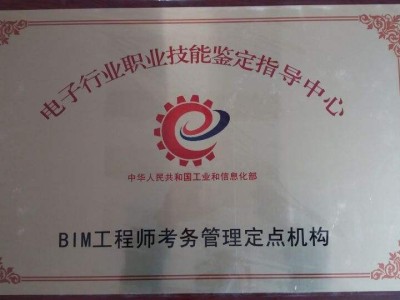 电子行业职业技能鉴定指导中心
中华人民共和国工业和信息化部
BIM工程师考务管理定点机构